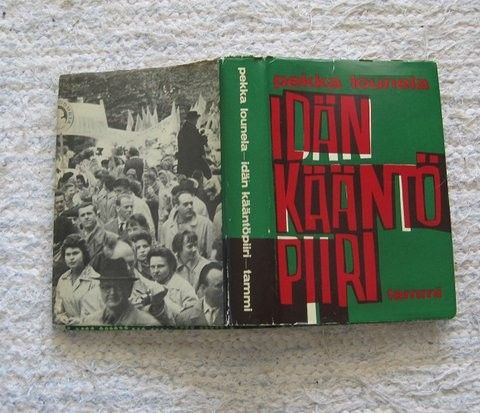 pekka lounela
IDÄN
KÄÄNTÖ
PIIRI
tammi
pekka lounela – idän kääntöpiiri – tammi